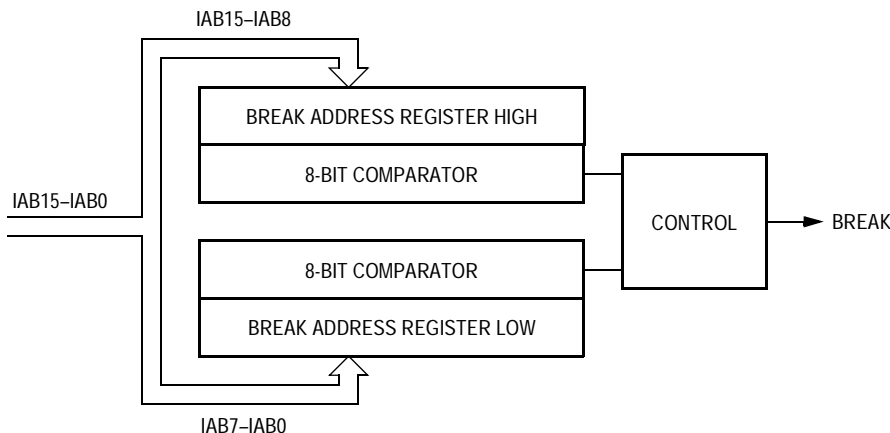 IAB15–IAB8
BREAK ADDRESS REGISTER HIGH
8-BIT COMPARATOR
IAB15–IAB0
CONTROL
BREAK
8-BIT COMPARATOR
BREAK ADDRESS REGISTER LOW
IAB7–IAB0